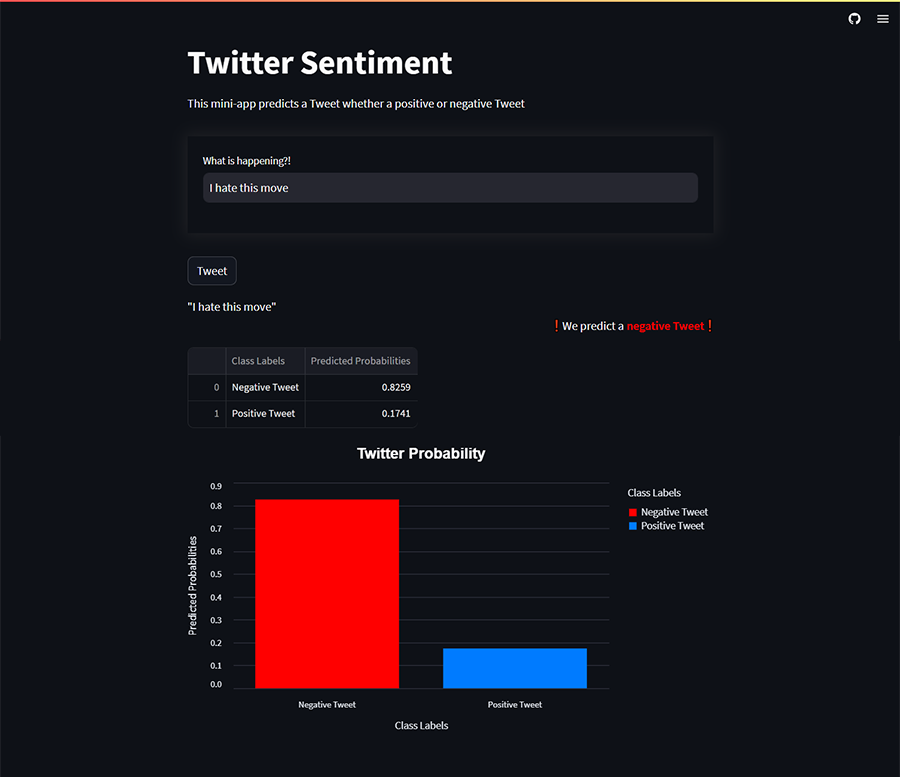 Twitter Sentiment
This mini-app predicts a Tweet whether a positive or negative Tweet
What is happening?!
I hate this move
Tweet
"I hate this move"
❗We predict a negative Tweet❗
Class Labels Predicted Probabilities
0 Negative Tweet 0.8259
1 Positive Tweet 0.1741
Twitter Probability
0.9
0.8
0.7
0.6
0.5
0.4
0.3
0.2
0.1
0.0
Predicted Probabilities
Negative Tweet Positive Tweet
Class Labels
Class Labels
Negative Tweet
Positive Tweet